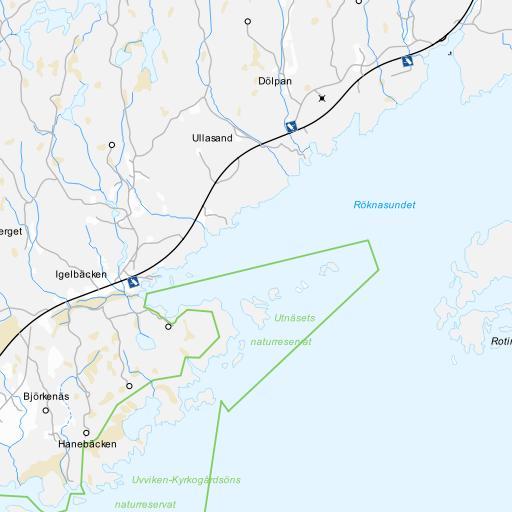 Dölpan
Ullasand
Röknasundet
erget
Igelbäcken
Utnäsets
naturreservat
Rotir
Björkenäs
Hanebäcken
Uvviken-Kyrkogårdsöns
naturreservat